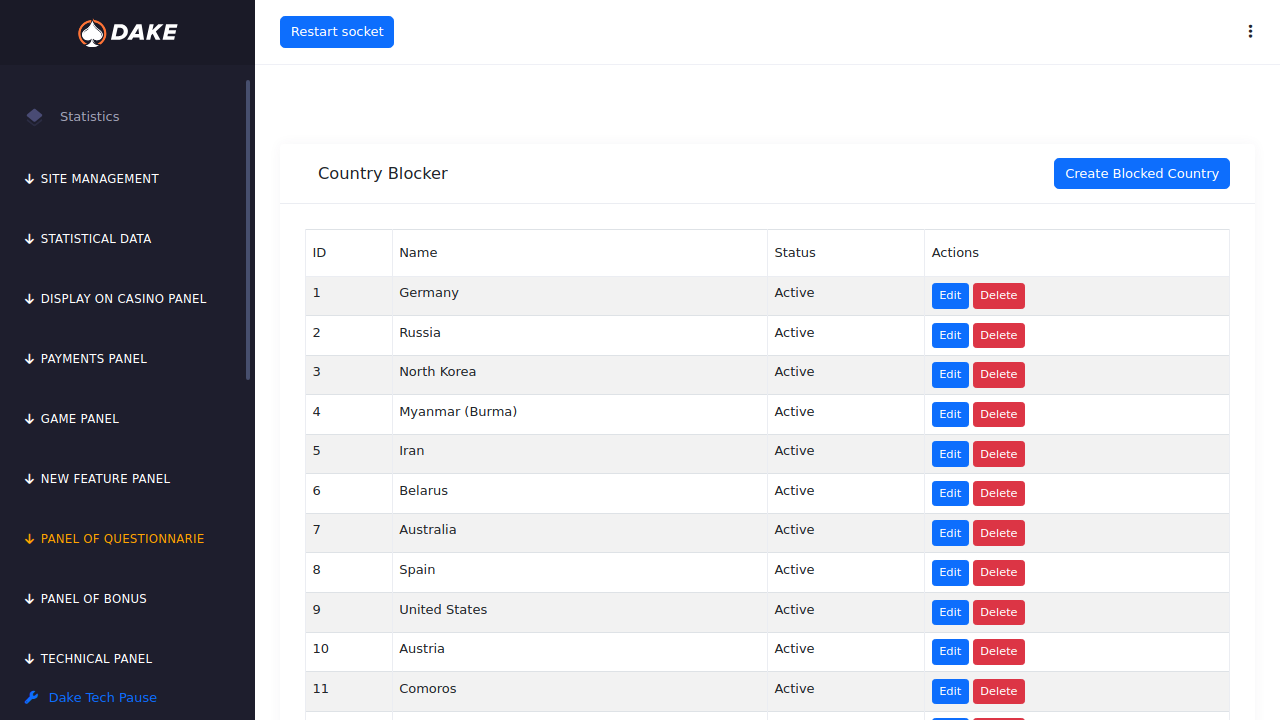 DAKE
Restart socket
Statistics
SITE MANAGEMENT
STATISTICAL DATA
DISPLAY ON CASINO PANEL
PAYMENTS PANEL
GAME PANEL
NEW FEATURE PANEL
PANEL OF QUESTIONNARIE
PANEL OF BONUS
TECHNICAL PANEL
Dake Tech Pause
Country Blocker
Create Blocked Country
ID Name Status Actions
1 Germany Active Edit Delete
2 Russia Active Edit Delete
3 North Korea Active Edit Delete
4 Myanmar (Burma) Active Edit Delete
5 Iran Active Edit Delete
6 Belarus Active Edit Delete
7 Australia Active Edit Delete
8 Spain Active Edit Delete
9 United States Active Edit Delete
10 Austria Active Edit Delete
11 Comoros Active Edit Delete